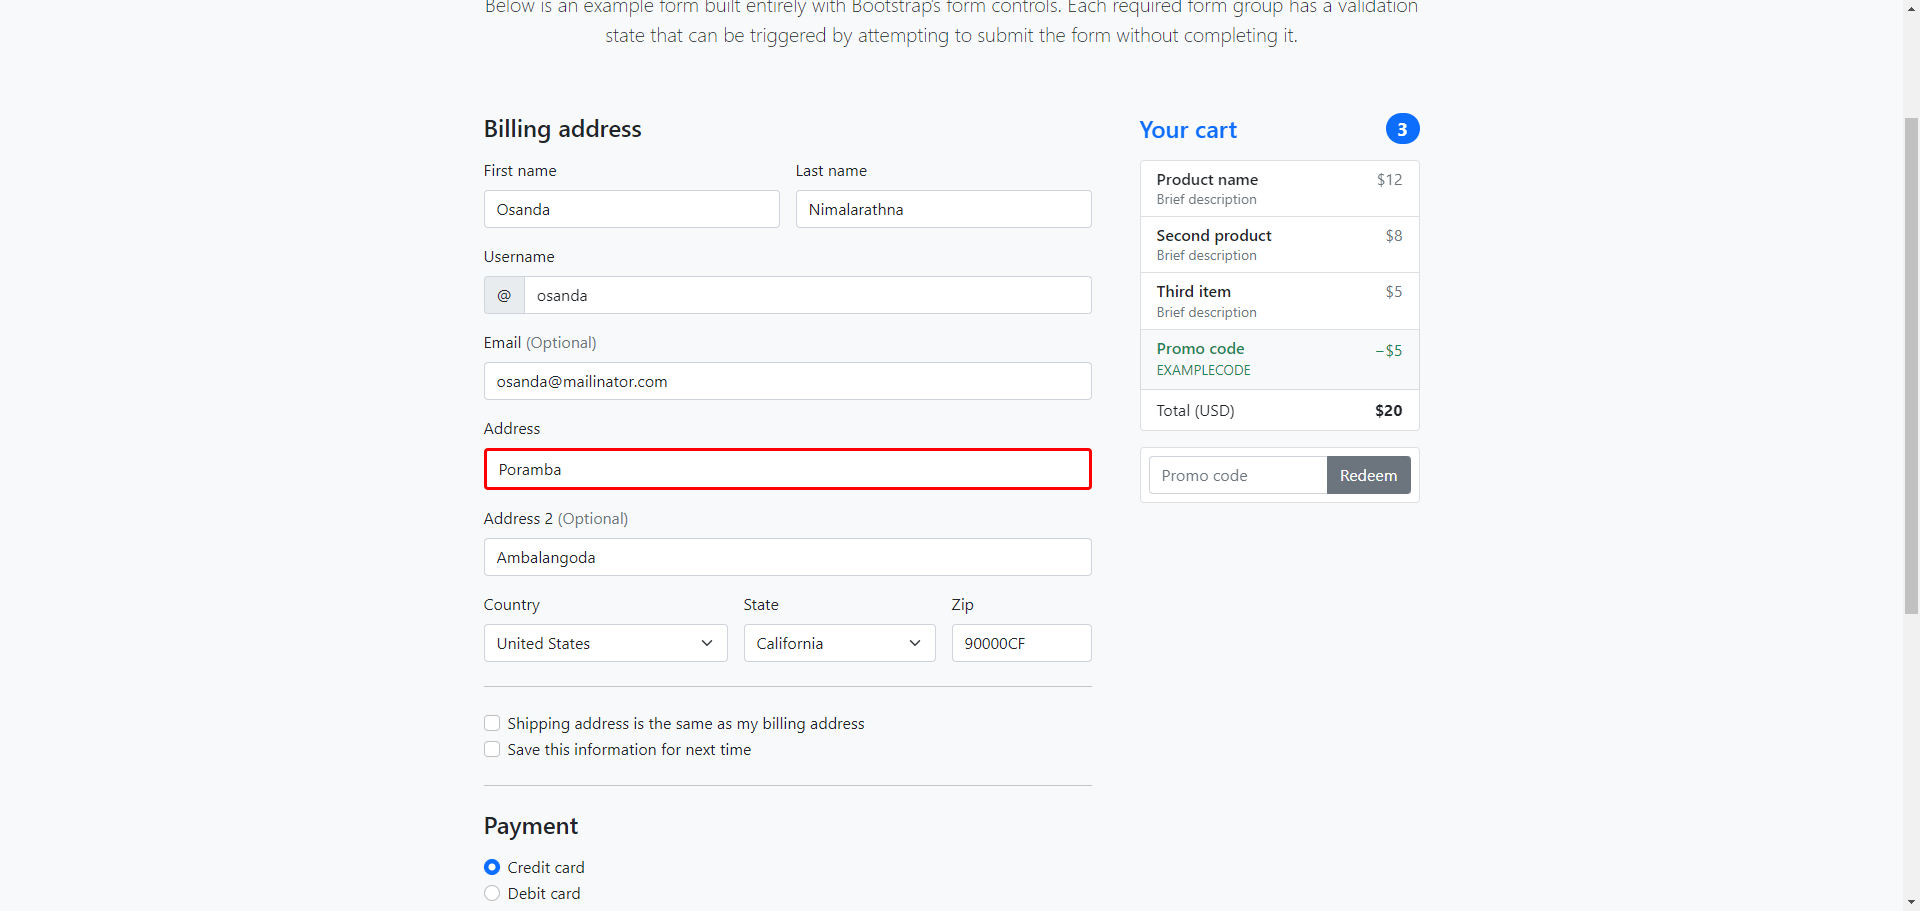 Below is an example form built entirely with Bootstrap's form controls. Each required form group has a validation
state that can be triggered by attempting to submit the form without completing it.
Billing address
First name
Last name
Osanda
Nimalarathna
Username
@ osanda
Email (Optional)
osanda@mailinator.com
Address
Poramba
Address 2 (Optional)
Ambalangoda
Country
State
Zip
United States
California
90000CF
Shipping address is the same as my billing address
Save this information for next time
Payment
Credit card
Debit card
Your cart 3
Product name $12
Brief description
Second product $8
Brief description
Third item $5
Brief description
Promo code −$5
EXAMPLECODE
Total (USD) $20
Promo code Redeem